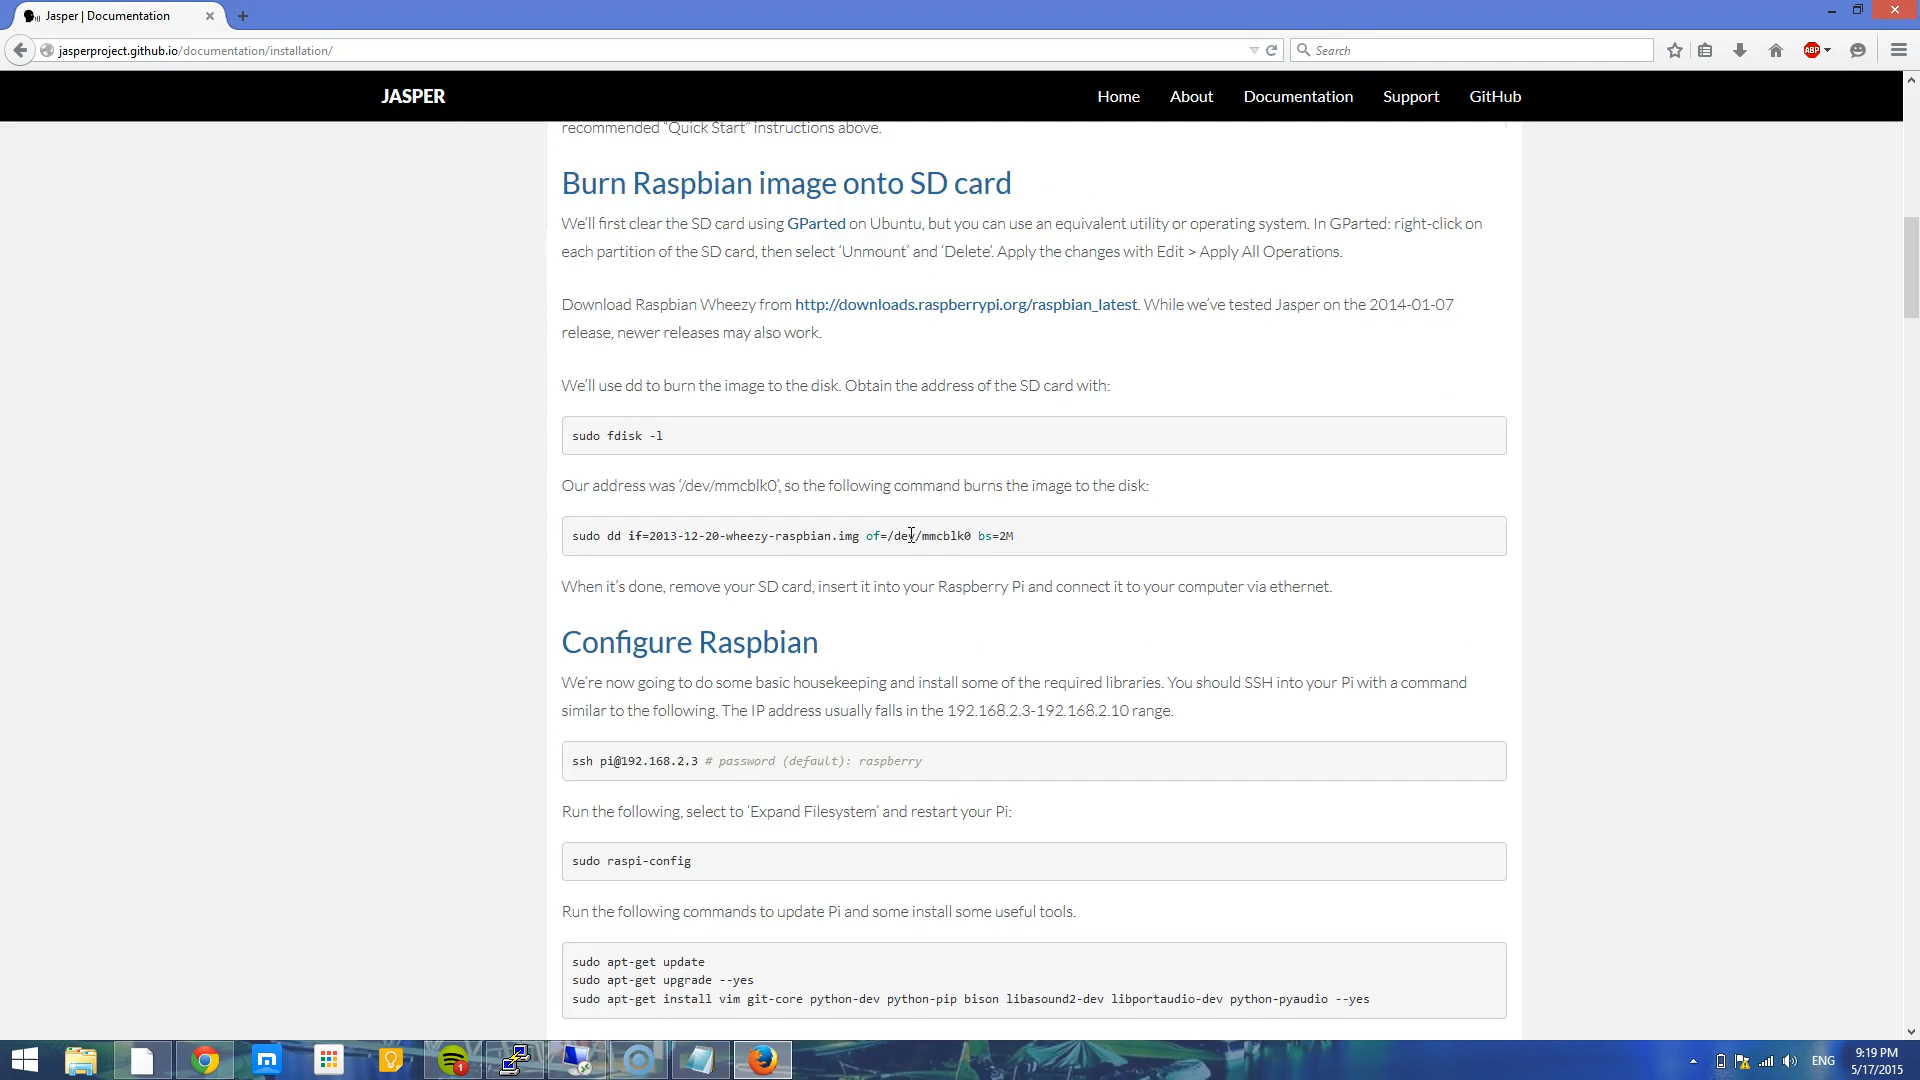 Jasper | Documentation
jasperproject.github.io/documentation/installation/
Search
ABP
JASPER
Home
About
Documentation
Support
GitHub
recommended “Quick Start” instructions above.
Burn Raspbian image onto SD card
We’ll first clear the SD card using GParted on Ubuntu, but you can use an equivalent utility or operating system. In GParted: right-click on
each partition of the SD card, then select ‘Unmount’ and ‘Delete’. Apply the changes with Edit > Apply All Operations.
Download Raspbian Wheezy from http://downloads.raspberrypi.org/raspbian_latest. While we’ve tested Jasper on the 2014-01-07
release, newer releases may also work.
We’ll use dd to burn the image to the disk. Obtain the address of the SD card with:
sudo fdisk -l
Our address was ‘/dev/mmcblk0’, so the following command burns the image to the disk:
sudo dd if=2013-12-20-wheezy-raspbian.img of=/dev/mmcblk0 bs=2M
When it’s done, remove your SD card, insert it into your Raspberry Pi and connect it to your computer via ethernet.
Configure Raspbian
We’re now going to do some basic housekeeping and install some of the required libraries. You should SSH into your Pi with a command
similar to the following. The IP address usually falls in the 192.168.2.3-192.168.2.10 range.
ssh pi@192.168.2.3 # password (default): raspberry
Run the following, select to ‘Expand Filesystem’ and restart your Pi:
sudo raspi-config
Run the following commands to update Pi and some install some useful tools.
sudo apt-get update
sudo apt-get upgrade --yes
sudo apt-get install vim git-core python-dev python-pip bison libasound2-dev libportaudio-dev python-pyaudio --yes
1
ENG
9:19 PM
5/17/2015